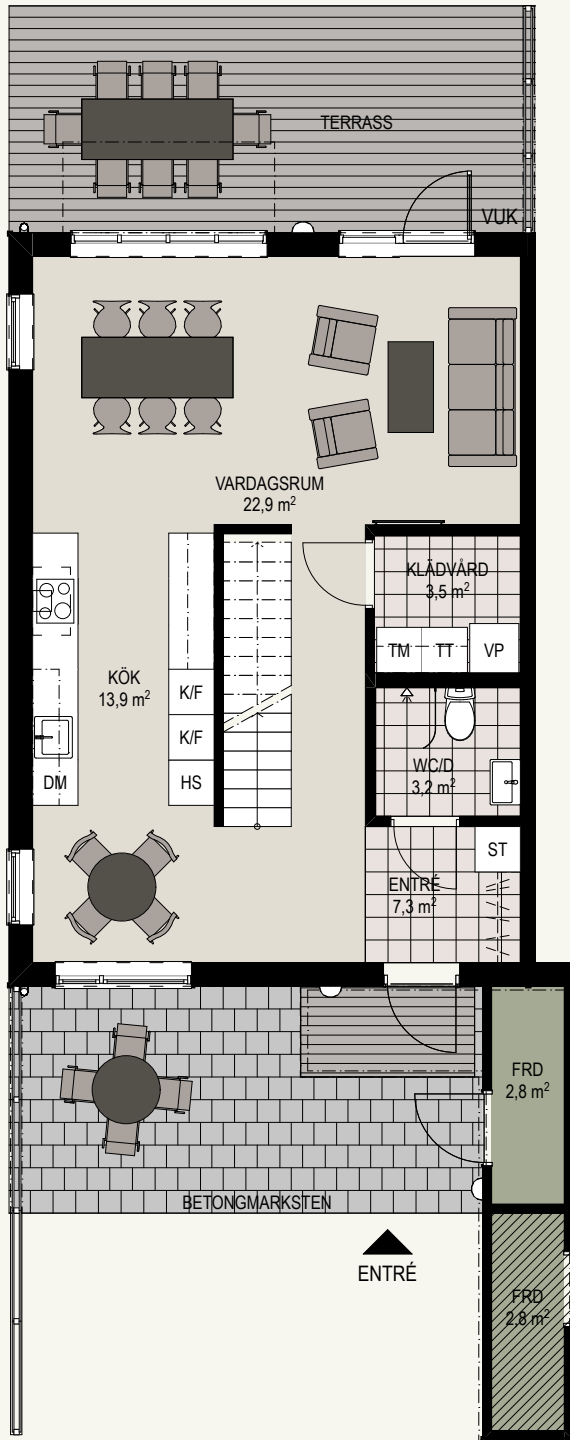 TERRASS
VUK
VARDAGSRUM
22,9 m²
KLÄDVÅRD
3,5 m²
TM TT VP
KÖK
13,9 m²
K/F
K/F
DM HS
WC/D
3,2 m²
ST
ENTRÉ
7,3 m²
FRD
2,8 m²
BETONGMARKSTEN
ENTRÉ
FRD
2,8 m²